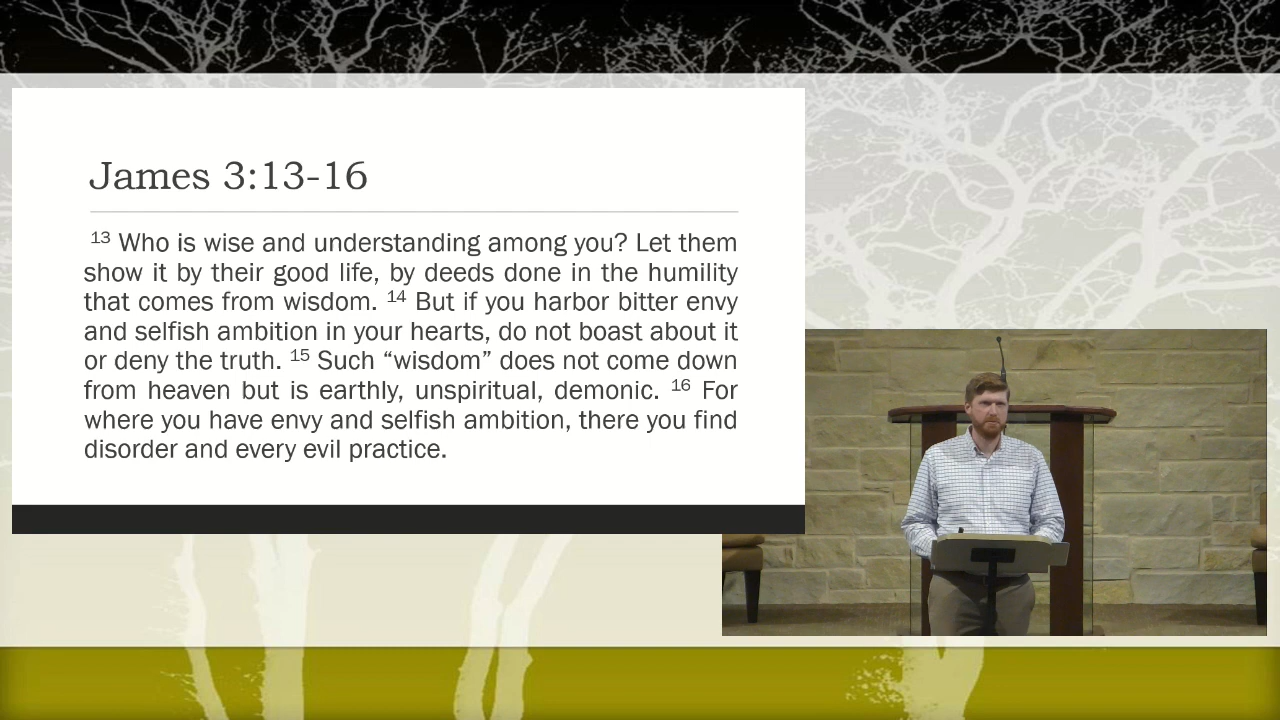 James 3:13-16
13 Who is wise and understanding among you? Let them
show it by their good life, by deeds done in the humility
that comes from wisdom. 14 But if you harbor bitter envy
and selfish ambition in your hearts, do not boast about it
or deny the truth. 15 Such “wisdom” does not come down
from heaven but is earthly, unspiritual, demonic. 16 For
where you have envy and selfish ambition, there you find
disorder and every evil practice.